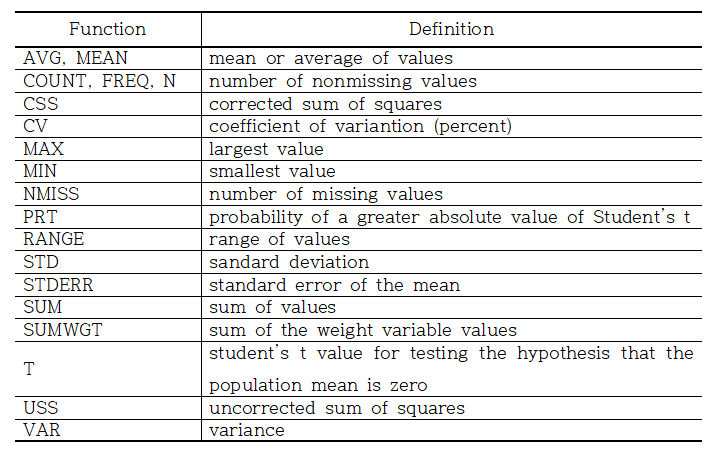 Function Definition
AVG, MEAN mean or average of values
COUNT, FREQ, N number of nonmissing values
CSS corrected sum of squares
CV coefficient of variantion (percent)
MAX largest value
MIN smallest value
NMISS number of missing values
PRT probability of a greater absolute value of Student's t
RANGE range of values
STD sandard deviation
STDERR standard error of the mean
SUM sum of values
SUMWGT sum of the weight variable values
T student's t value for testing the hypothesis that the
population mean is zero
USS uncorrected sum of squares
VAR variance